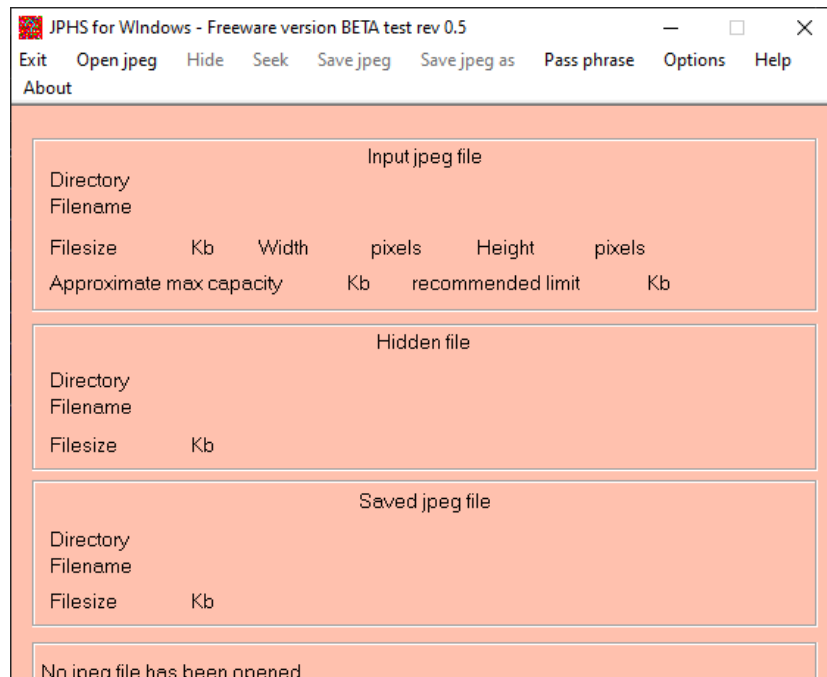 JPHS for WIndows - Freeware version BETA test rev 0.5
Exit Open jpeg Hide Seek Save jpeg Save jpeg as Pass phrase Options Help
About
Input jpeg file
Directory
Filename
Filesize Kb Width pixels Height pixels
Approximate max capacity Kb recommended limit Kb
Hidden file
Directory
Filename
Filesize Kb
Saved jpeg file
Directory
Filename
Filesize Kb
No jpeg file has been opened